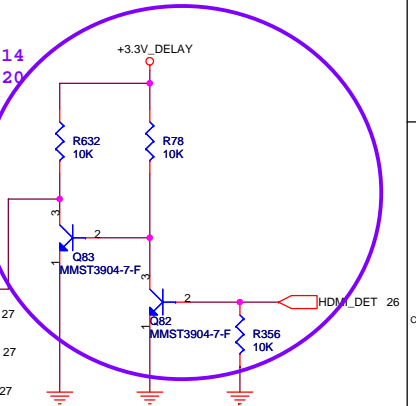 +3.3V_DELAY
14
20
R632
10K
R78
10K
3
2
1
Q83
MMST3904-7-F
3
2
1
Q82
MMST3904-7-F
HDMI_DET 26
R356
10K
27
27
27